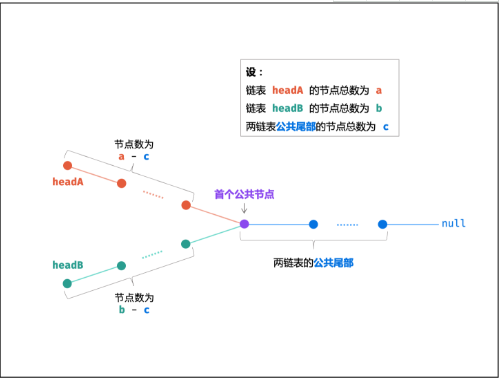 设：
链表 headA 的节点总数为 a
链表 headB 的节点总数为 b
两链表公共尾部的节点总数为 c
节点数为
a - c
headA
首个公共节点
null
headB
两链表的公共尾部
节点数为
b - c